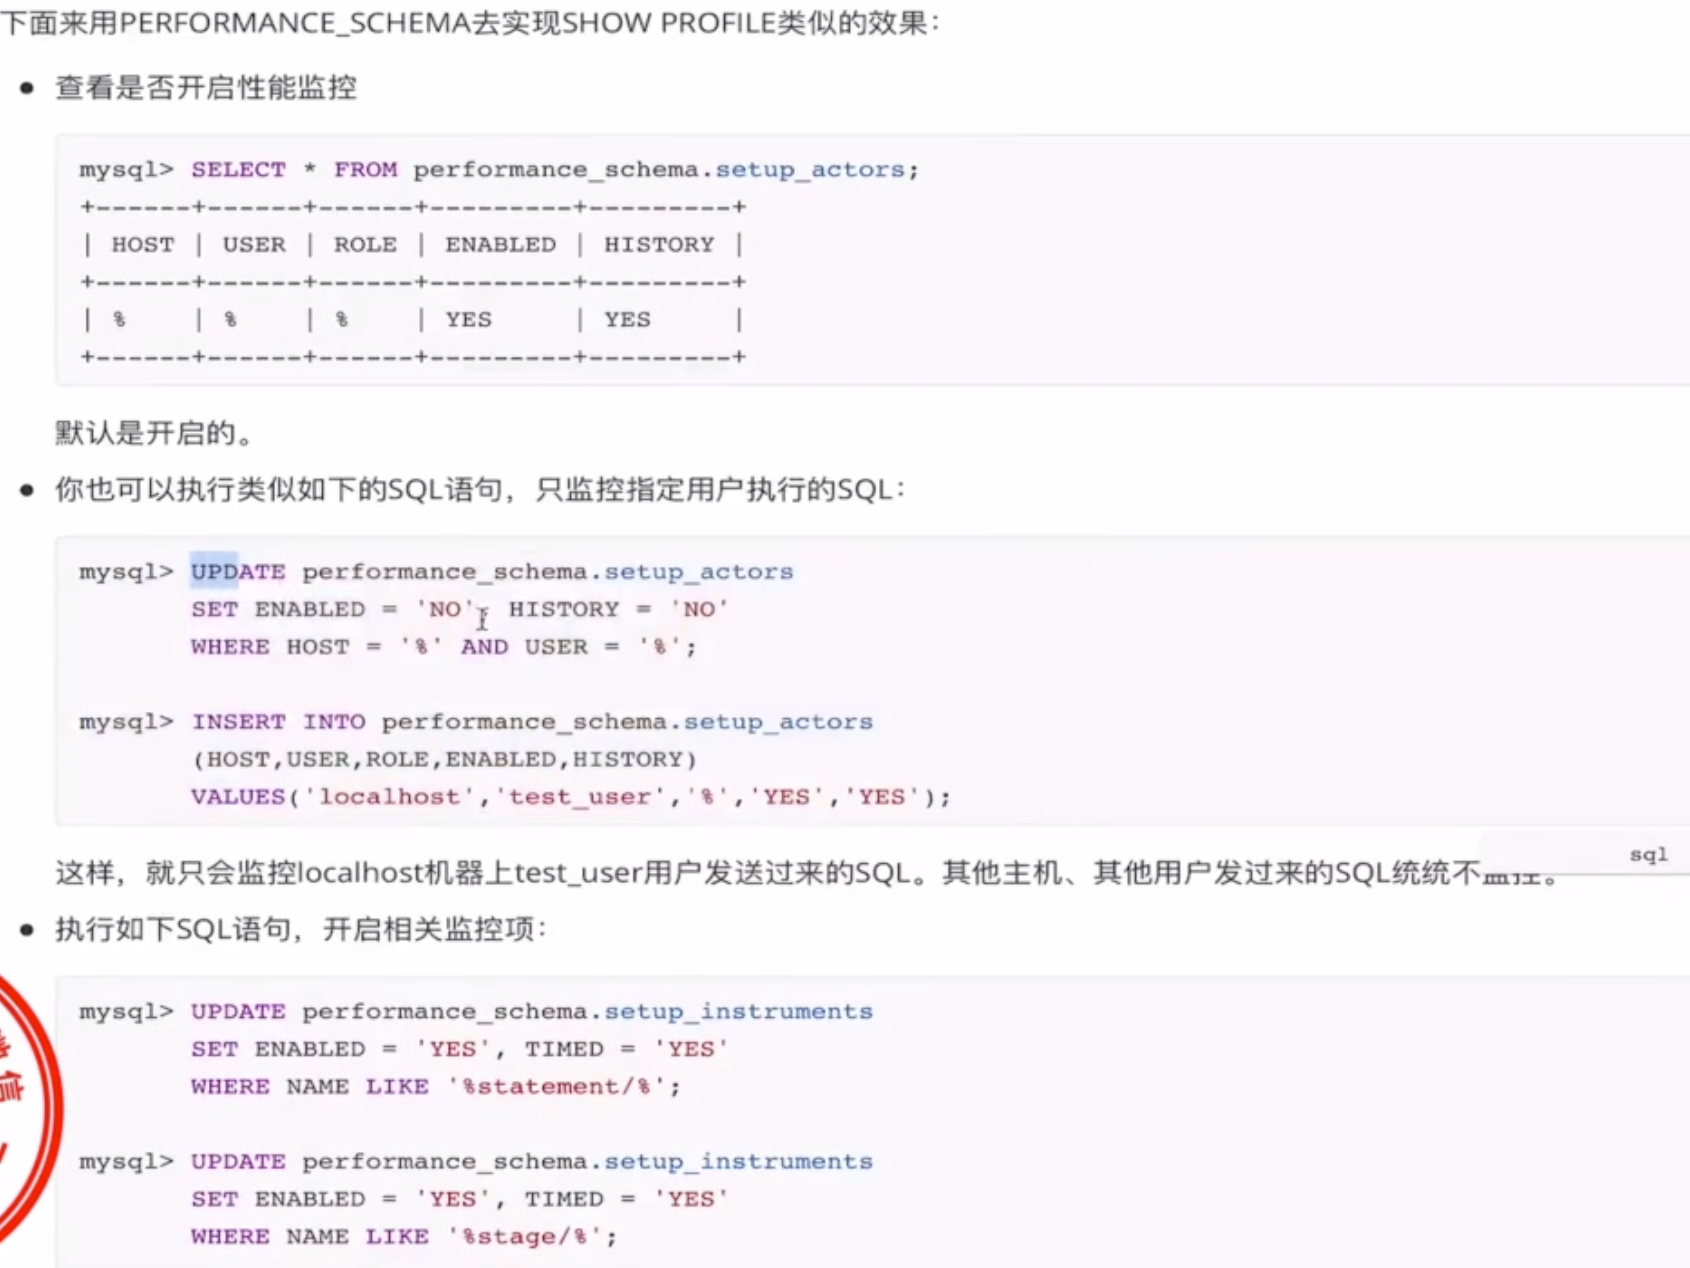 下面来用PERFORMANCE_SCHEMA去实现SHOW PROFILE类似的效果：
• 查看是否开启性能监控
mysql> SELECT * FROM performance_schema.setup_actors;
+------+------+------+---------+---------+
| HOST | USER | ROLE | ENABLED | HISTORY |
+------+------+------+---------+---------+
| %    | %    | %    | YES     | YES     |
+------+------+------+---------+---------+
默认是开启的。
• 你也可以执行类似如下的SQL语句，只监控指定用户执行的SQL：
mysql> UPDATE performance_schema.setup_actors
SET ENABLED = 'NO', HISTORY = 'NO'
WHERE HOST = '%' AND USER = '%';
mysql> INSERT INTO performance_schema.setup_actors
(HOST,USER,ROLE,ENABLED,HISTORY)
VALUES('localhost','test_user','%','YES','YES');
sql
这样，就只会监控localhost机器上test_user用户发送过来的SQL。其他主机、其他用户发过来的SQL统统不监控。
• 执行如下SQL语句，开启相关监控项：
mysql> UPDATE performance_schema.setup_instruments
SET ENABLED = 'YES', TIMED = 'YES'
WHERE NAME LIKE '%statement/%';
mysql> UPDATE performance_schema.setup_instruments
SET ENABLED = 'YES', TIMED = 'YES'
WHERE NAME LIKE '%stage/%';
信